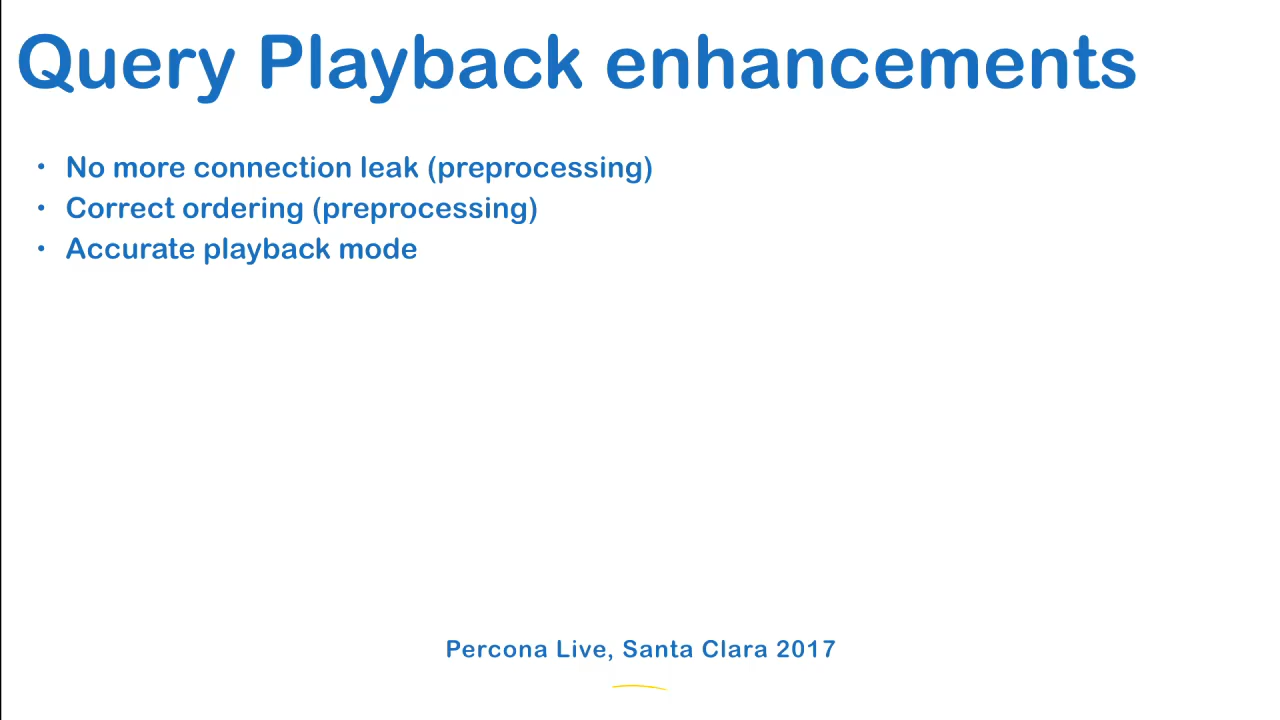 Query Playback enhancements
• No more connection leak (preprocessing)
• Correct ordering (preprocessing)
• Accurate playback mode
Percona Live, Santa Clara 2017